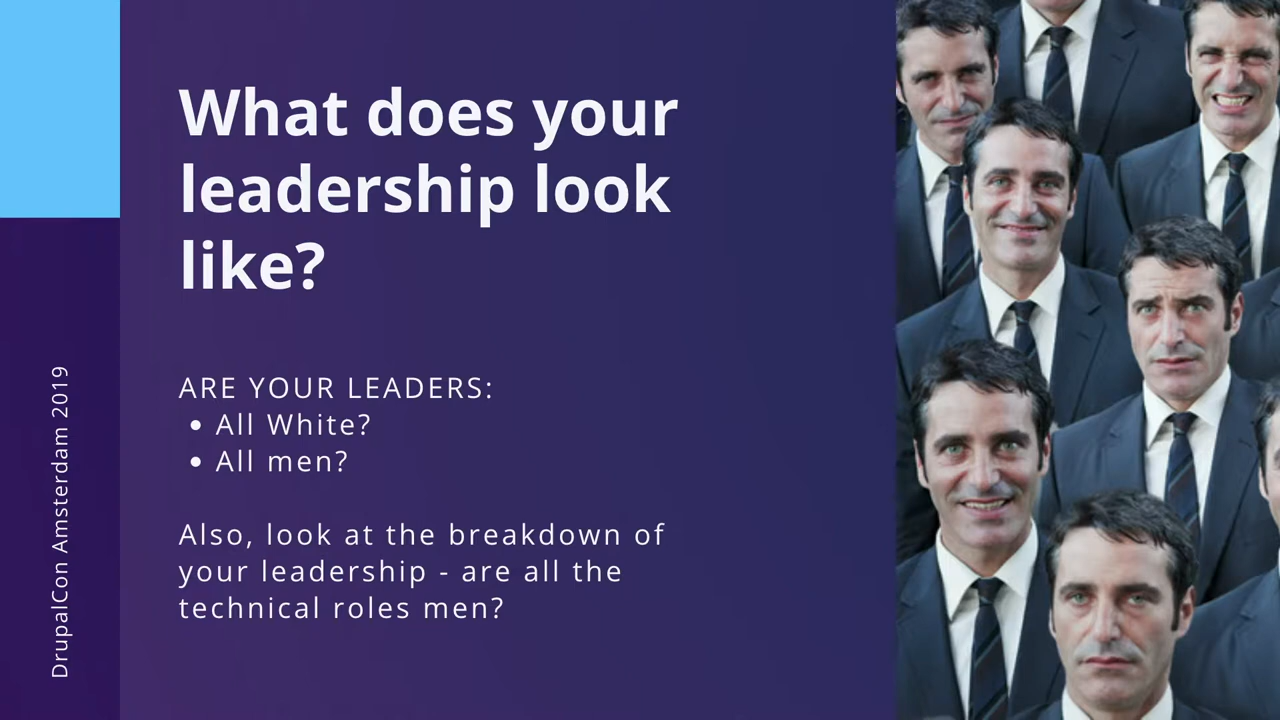 What does your
leadership look
like?
ARE YOUR LEADERS:
• All White?
• All men?
Also, look at the breakdown of
your leadership - are all the
technical roles men?
DrupalCon Amsterdam 2019